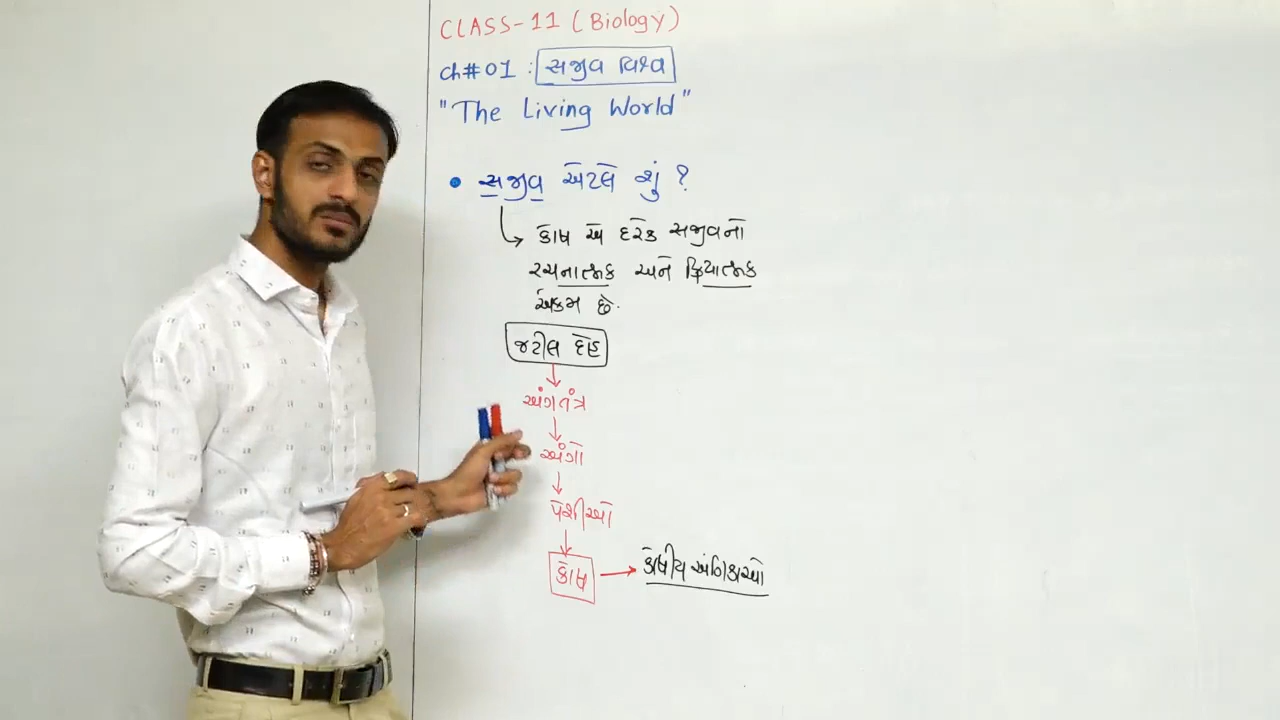 CLASS-11 (Biology)
ch#01 : સજીવ વિશ્વ
"The Living World"
• સજીવ એટલે શું ?
કોષ એ દરેક સજીવનો
રચનાત્મક અને ક્રિયાત્મક
એકમ છે.
જટીલ દેહ
અંગતંત્ર
અંગો
પેશીઓ
કોષ → કોષીય અંગિકાઓ